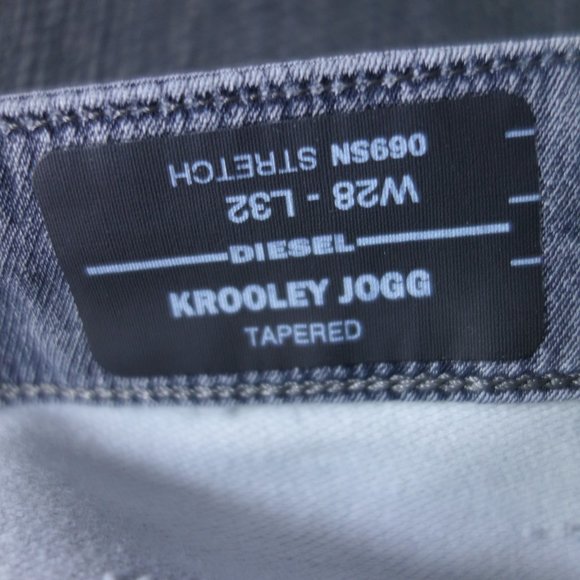 069SN STRETCH
W28 - L32
DIESEL
KROOLEY JOGG
TAPERED